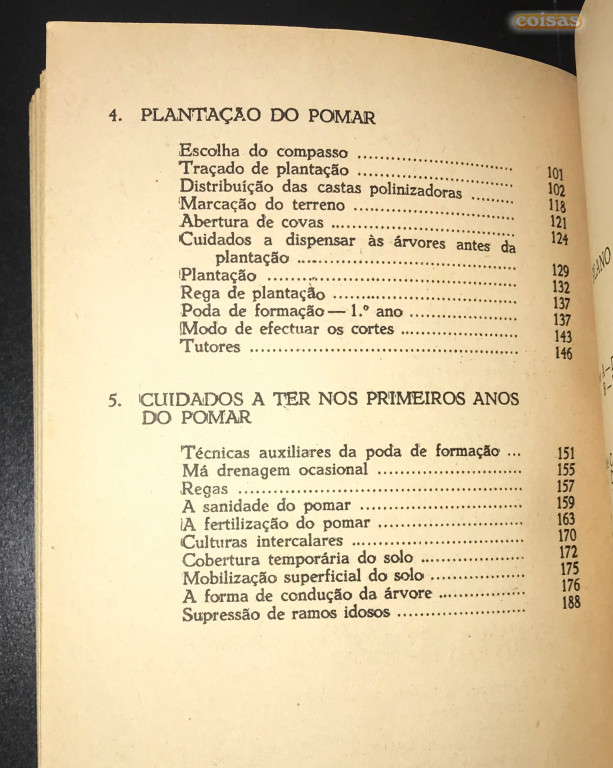 coisas
4. PLANTAÇÃO DO POMAR
Escolha do compasso ........................ 101
Traçado de plantação ........................ 102
Distribuição das castas polinizadoras ........ 118
Marcação do terreno ........................ 121
Abertura de covas ........................ 124
Cuidados a dispensar às árvores antes da
plantação ........................ 129
Plantação ........................ 132
Rega de plantação ........................ 137
Poda de formação — 1.º ano ........................ 137
Modo de efectuar os cortes ........................ 143
Tutores ........................ 146
5. CUIDADOS A TER NOS PRIMEIROS ANOS
DO POMAR
Técnicas auxiliares da poda de formação ... 151
Má drenagem ocasional ........................ 155
Regas ........................ 157
A sanidade do pomar ........................ 159
A fertilização do pomar ........................ 163
Culturas intercalares ........................ 170
Cobertura temporária do solo ........................ 172
Mobilização superficial do solo ........................ 175
A forma de condução da árvore ........................ 176
Supressão de ramos idosos ........................ 188